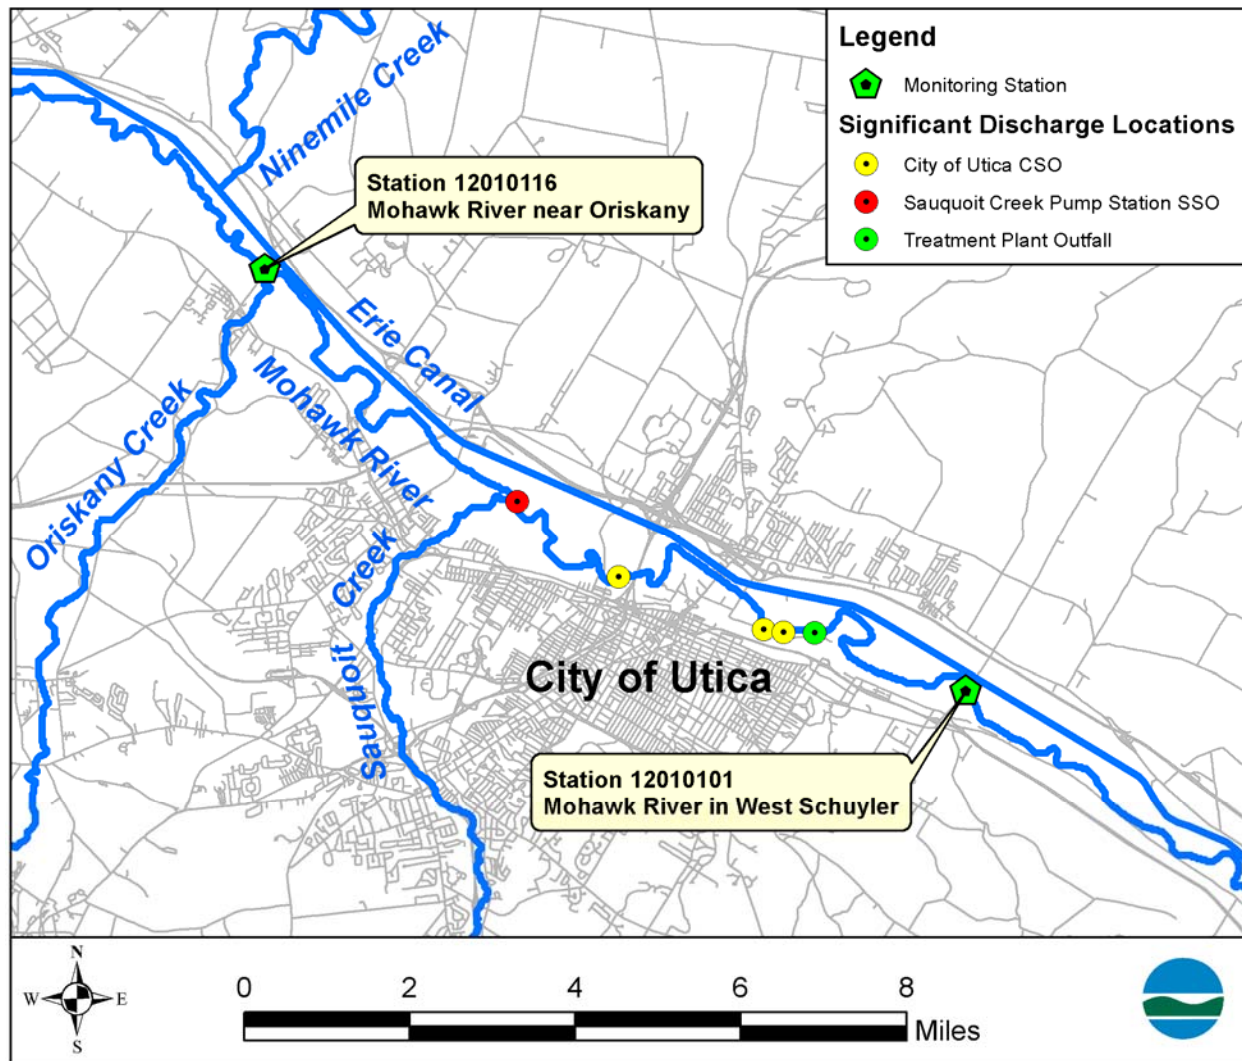 Legend
Monitoring Station
Significant Discharge Locations
City of Utica CSO
Sauquoit Creek Pump Station SSO
Treatment Plant Outfall
Ninemile Creek
Station 12010116
Mohawk River near Oriskany
Erie Canal
Mohawk River
Oriskany Creek
Sauquoit Creek
City of Utica
Station 12010101
Mohawk River in West Schuyler
N
W E
S
0 2 4 6 8
Miles